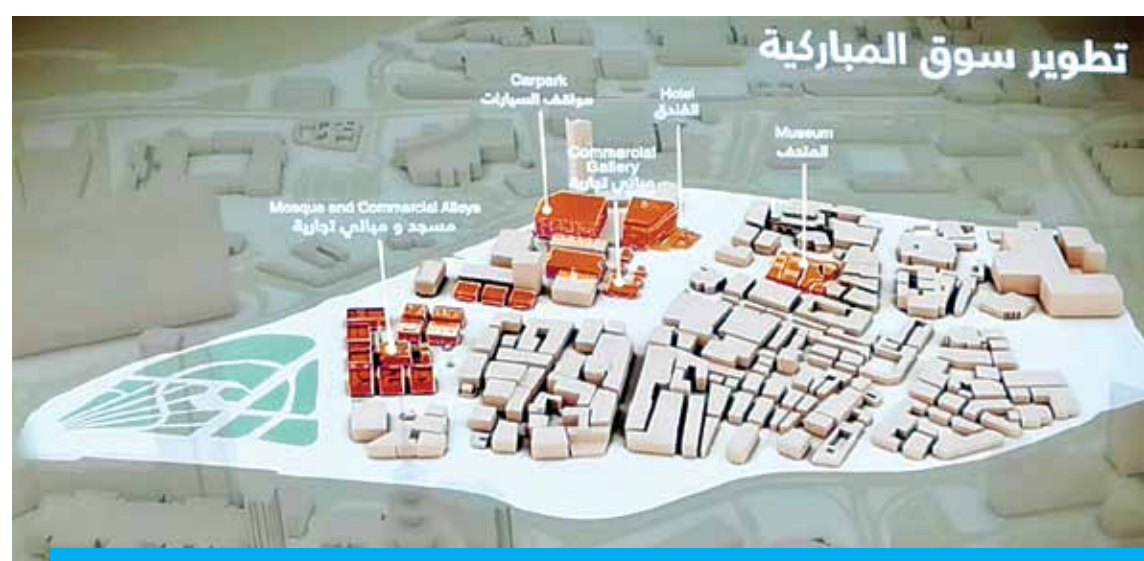 تطوير سوق المباركية
Carpark
مواقف السيارات
Hotel
الفندق
Museum
المتحف
Commercial
Gallery
مباني تجارية
Mosque and Commercial Alleys
مسجد و مباني تجارية